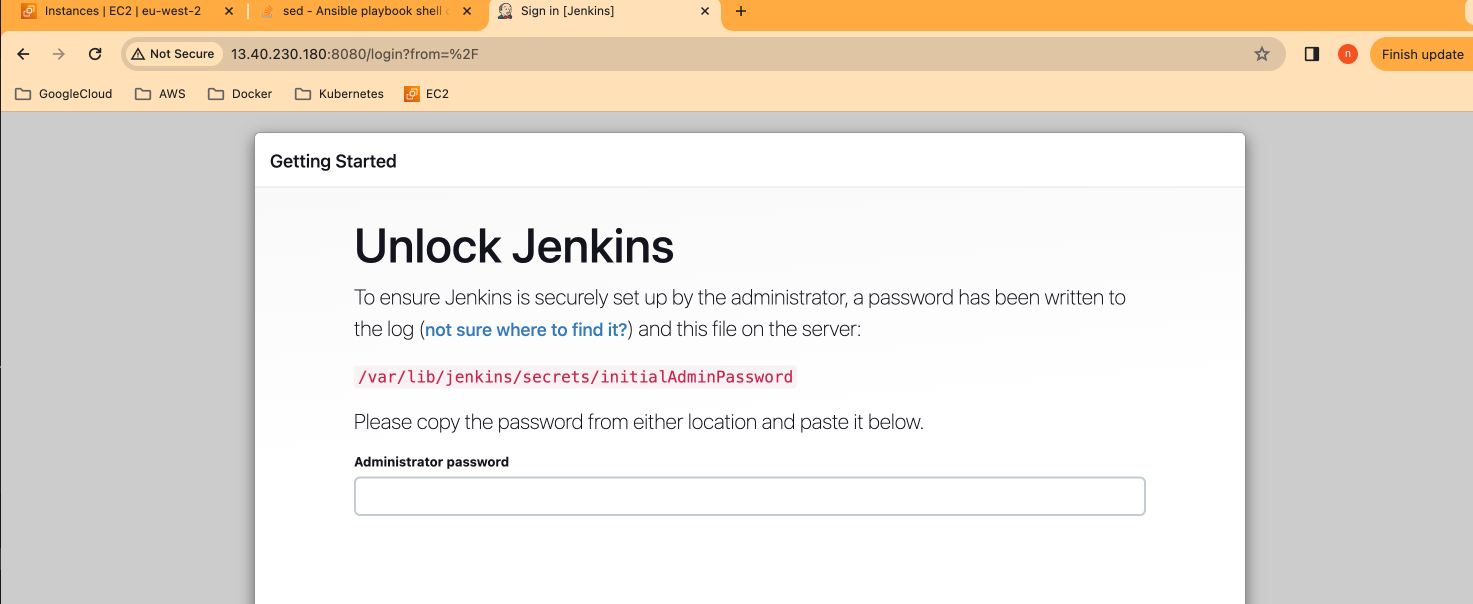 Instances | EC2 | eu-west-2
sed - Ansible playbook shell
Sign in [Jenkins]
Not Secure
13.40.230.180:8080/login?from=%2F
n
Finish update
GoogleCloud
AWS
Docker
Kubernetes
EC2
Getting Started
Unlock Jenkins
To ensure Jenkins is securely set up by the administrator, a password has been written to
the log (not sure where to find it?) and this file on the server:
/var/lib/jenkins/secrets/initialAdminPassword
Please copy the password from either location and paste it below.
Administrator password